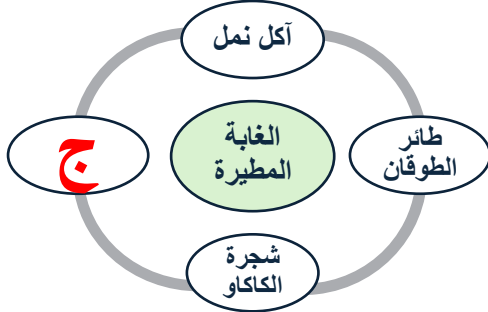 آكل نمل
طائر
الطوقان
الغابة
المطيرة
ج
شجرة
الكاكاو